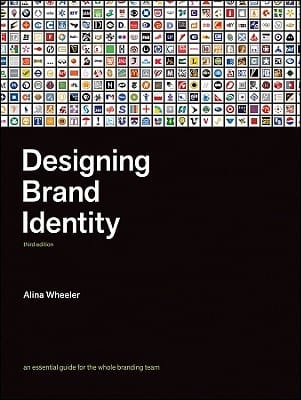 Designing
Brand
Identity
third edition
Alina Wheeler
an essential guide for the whole branding team